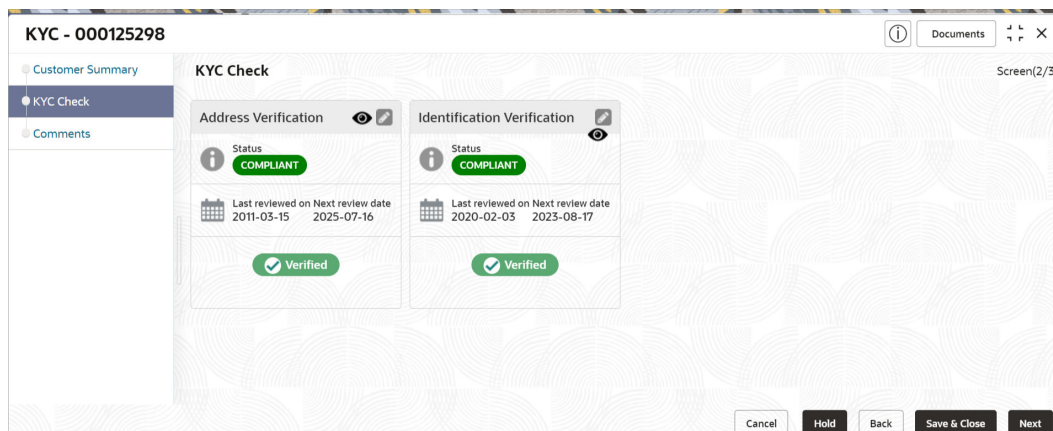 KYC - 000125298
Documents
Customer Summary
KYC Check
Comments
KYC Check
Screen(2/3
Address Verification
Status
COMPLIANT
Last reviewed on Next review date
2011-03-15 2025-07-16
Verified
Identification Verification
Status
COMPLIANT
Last reviewed on Next review date
2020-02-03 2023-08-17
Verified
Cancel Hold Back Save & Close Next